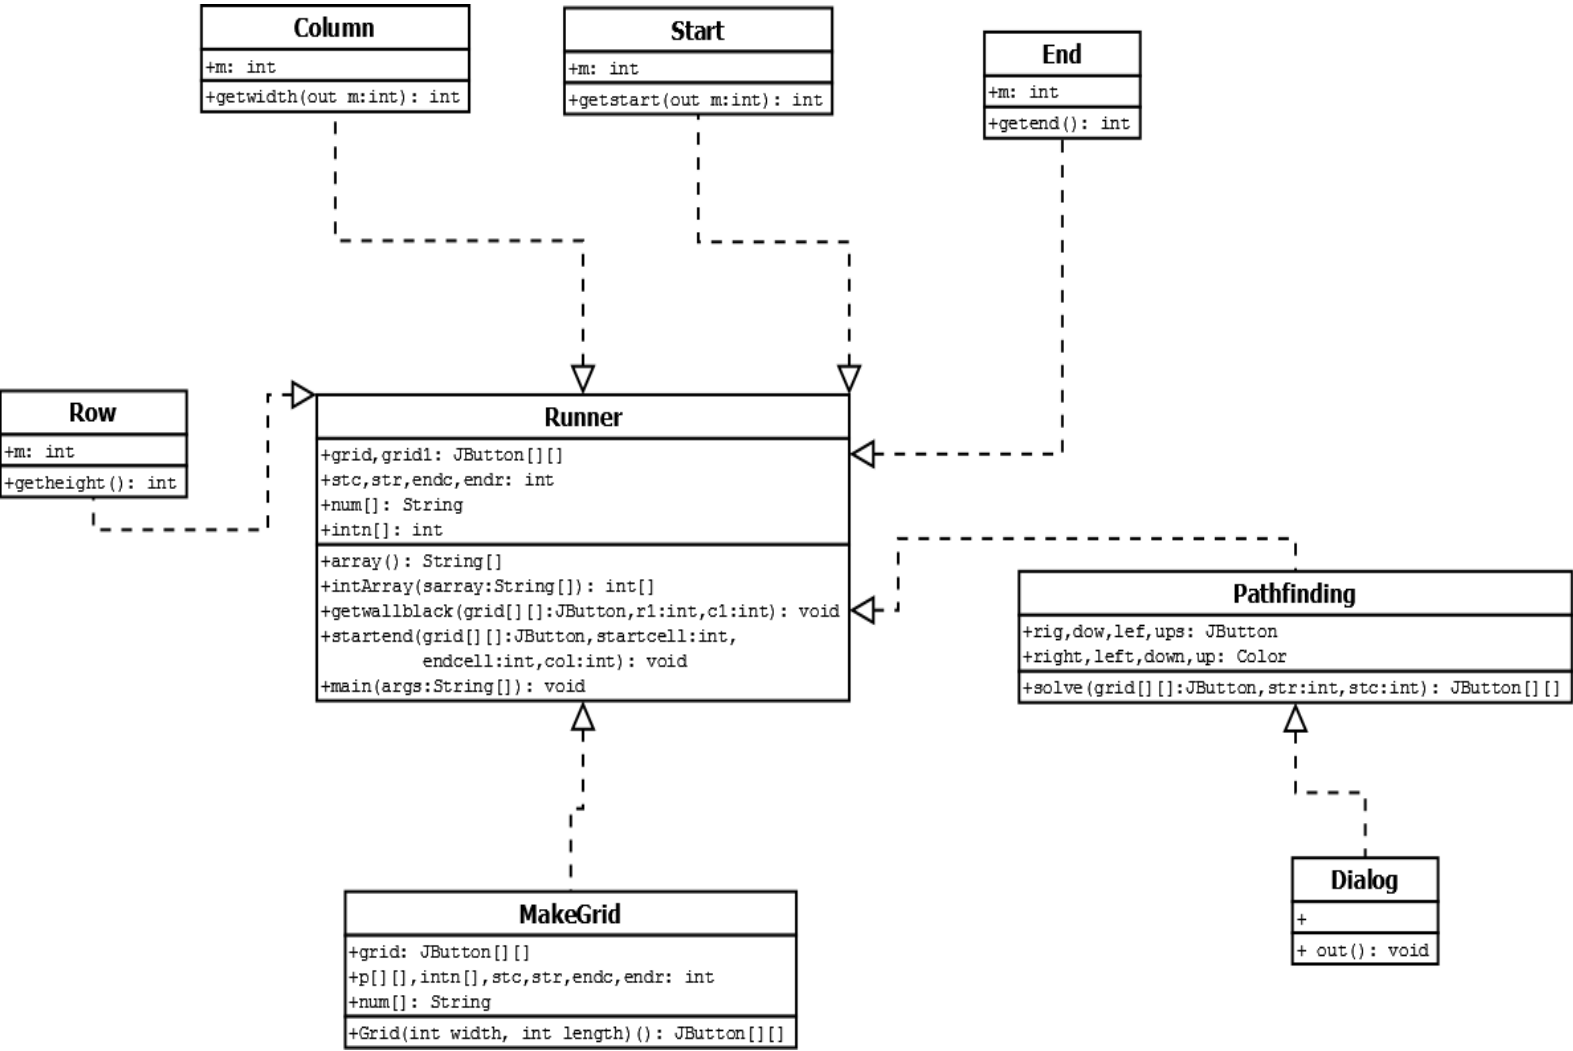 Column
+m: int
+getwidth(out m:int): int
Start
+m: int
+getstart(out m:int): int
End
+m: int
+getend(): int
Row
+m: int
+getheight(): int
Runner
+grid,grid1: JButton[][]
+stc,str,endc,endr: int
+num[]: String
+intn[]: int
+array(): String[]
+intArray(sarray:String[]): int[]
+getwallblack(grid[][]:JButton,r1:int,c1:int): void
+startend(grid[][]:JButton,startcell:int,
endcell:int,col:int): void
+main(args:String[]): void
Pathfinding
+rig,dow,lef,ups: JButton
+right,left,down,up: Color
+solve(grid[][]:JButton,str:int,stc:int): JButton[][]
Dialog
+
+ out(): void
MakeGrid
+grid: JButton[][]
+p[][],intn[],stc,str,endc,endr: int
+num[]: String
+Grid(int width, int length)(): JButton[][]